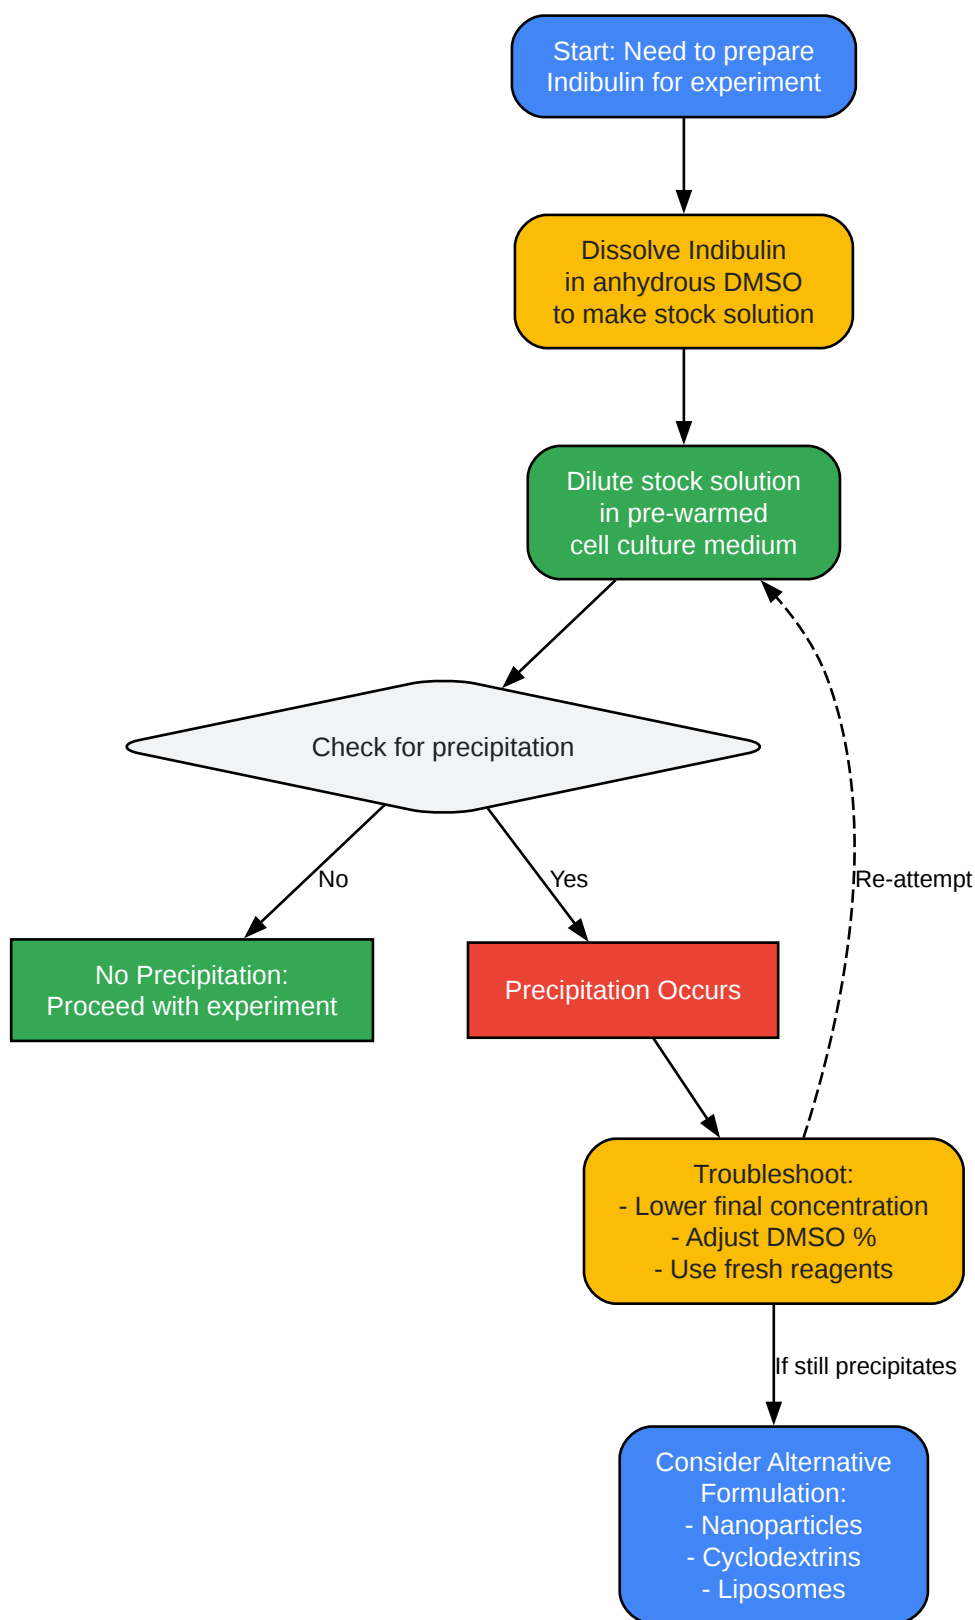 Start: Need to prepare
Indibulin for experiment
Dissolve Indibulin
in anhydrous DMSO
to make stock solution
Dilute stock solution
in pre-warmed
cell culture medium
Check for precipitation
No
Yes
Re-attempt
No Precipitation:
Proceed with experiment
Precipitation Occurs
Troubleshoot:
- Lower final concentration
- Adjust DMSO %
- Use fresh reagents
If still precipitates
Consider Alternative
Formulation:
- Nanoparticles
- Cyclodextrins
- Liposomes